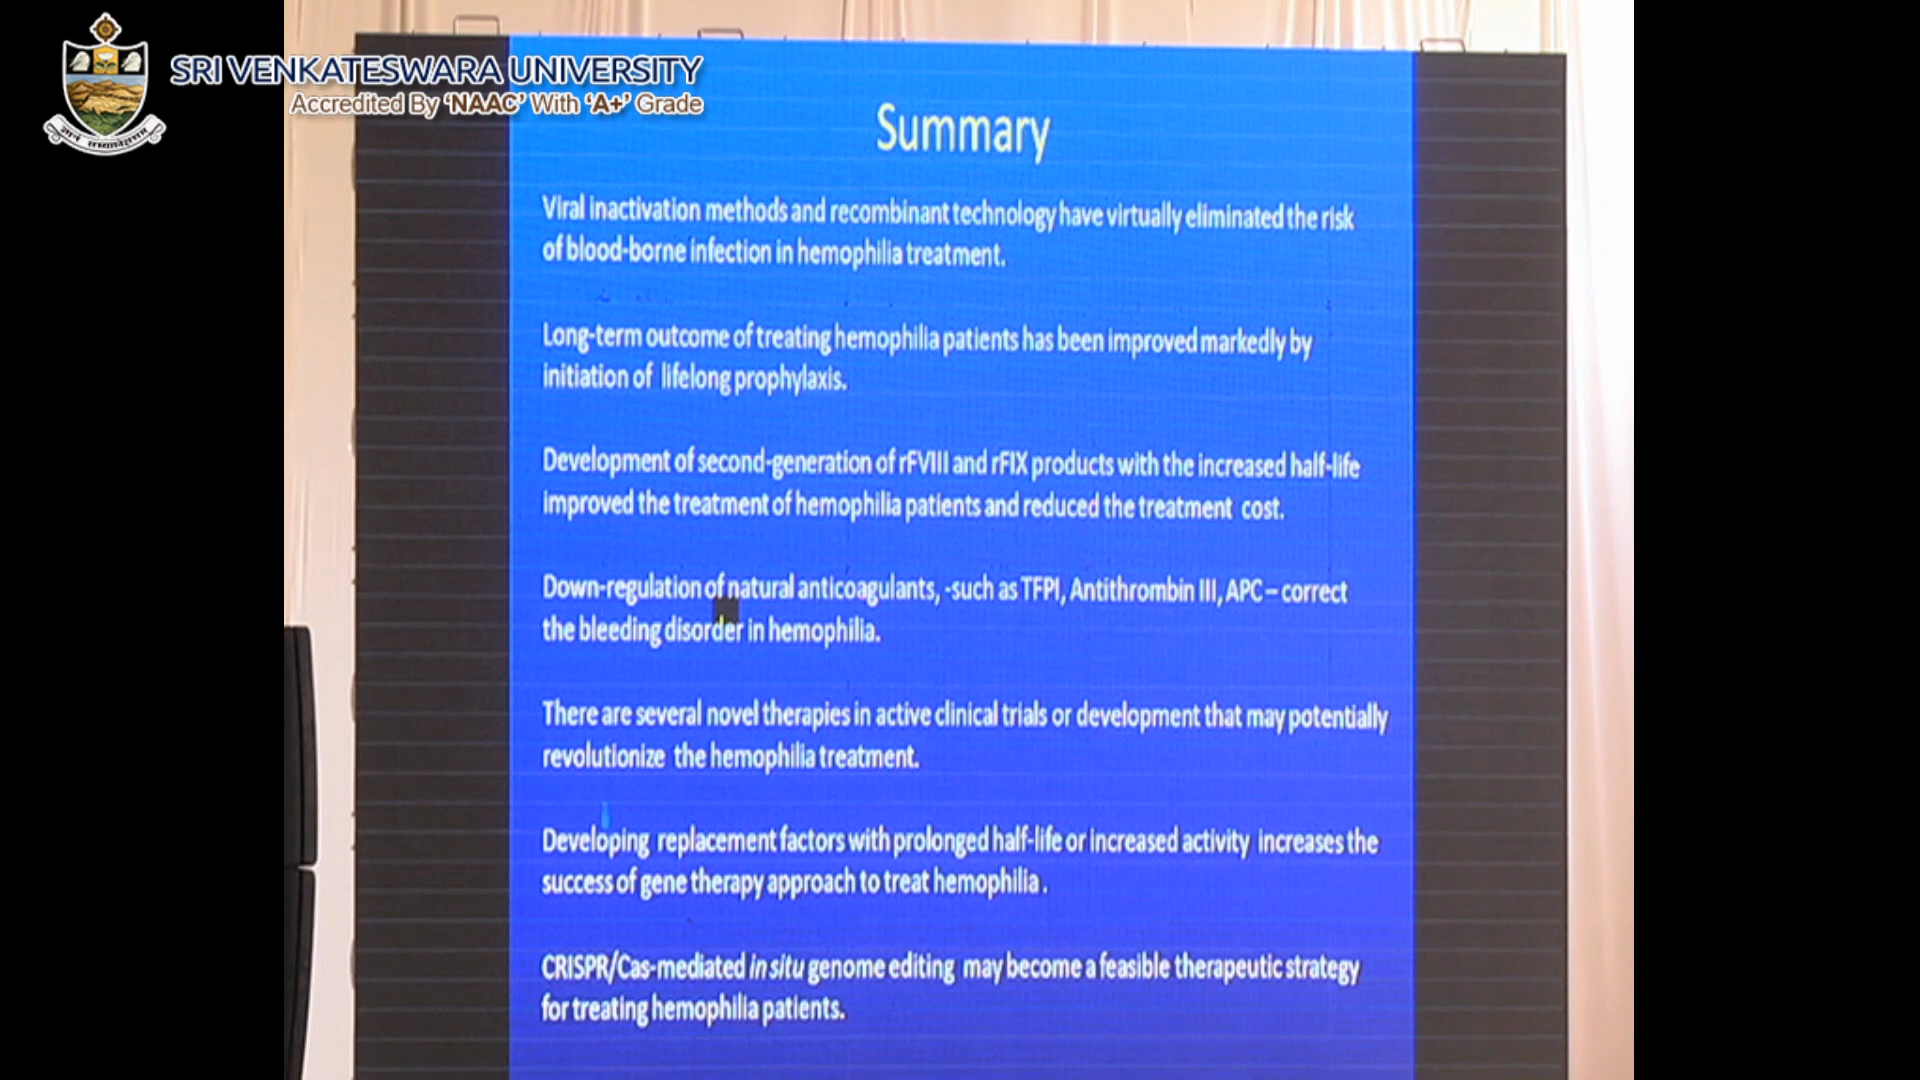 SRI VENKATESWARA UNIVERSITY
Accredited By 'NAAC' With 'A+' Grade
Summary
Viral inactivation methods and recombinant technology have virtually eliminated the risk
of blood-borne infection in hemophilia treatment.
Long-term outcome of treating hemophilia patients has been improved markedly by
initiation of lifelong prophylaxis.
Development of second-generation of rFVIII and rFIX products with the increased half-life
improved the treatment of hemophilia patients and reduced the treatment cost.
Down-regulation of natural anticoagulants, -such as TFPI, Antithrombin III, APC – correct
the bleeding disorder in hemophilia.
There are several novel therapies in active clinical trials or development that may potentially
revolutionize the hemophilia treatment.
Developing replacement factors with prolonged half-life or increased activity increases the
success of gene therapy approach to treat hemophilia .
CRISPR/Cas-mediated in situ genome editing may become a feasible therapeutic strategy
for treating hemophilia patients.